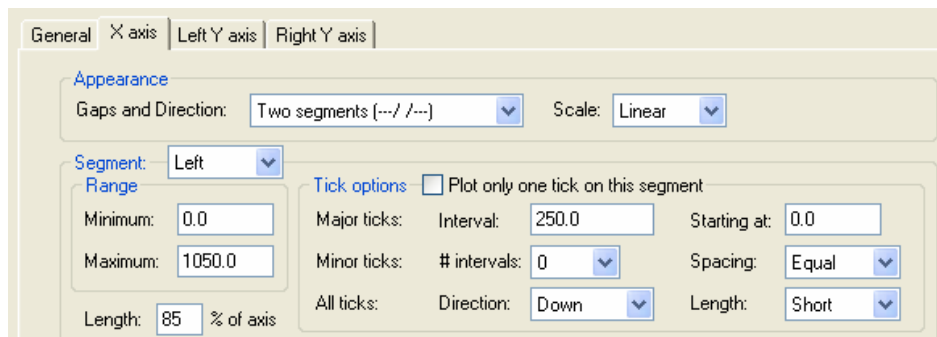 General X axis Left Y axis Right Y axis
Appearance
Gaps and Direction: Two segments (---/ /---) Scale: Linear
Segment: Left
Range Tick options Plot only one tick on this segment
Minimum: 0.0 Major ticks: Interval: 250.0 Starting at: 0.0
Maximum: 1050.0 Minor ticks: # intervals: 0 Spacing: Equal
All ticks: Direction: Down Length: Short
Length: 85 % of axis